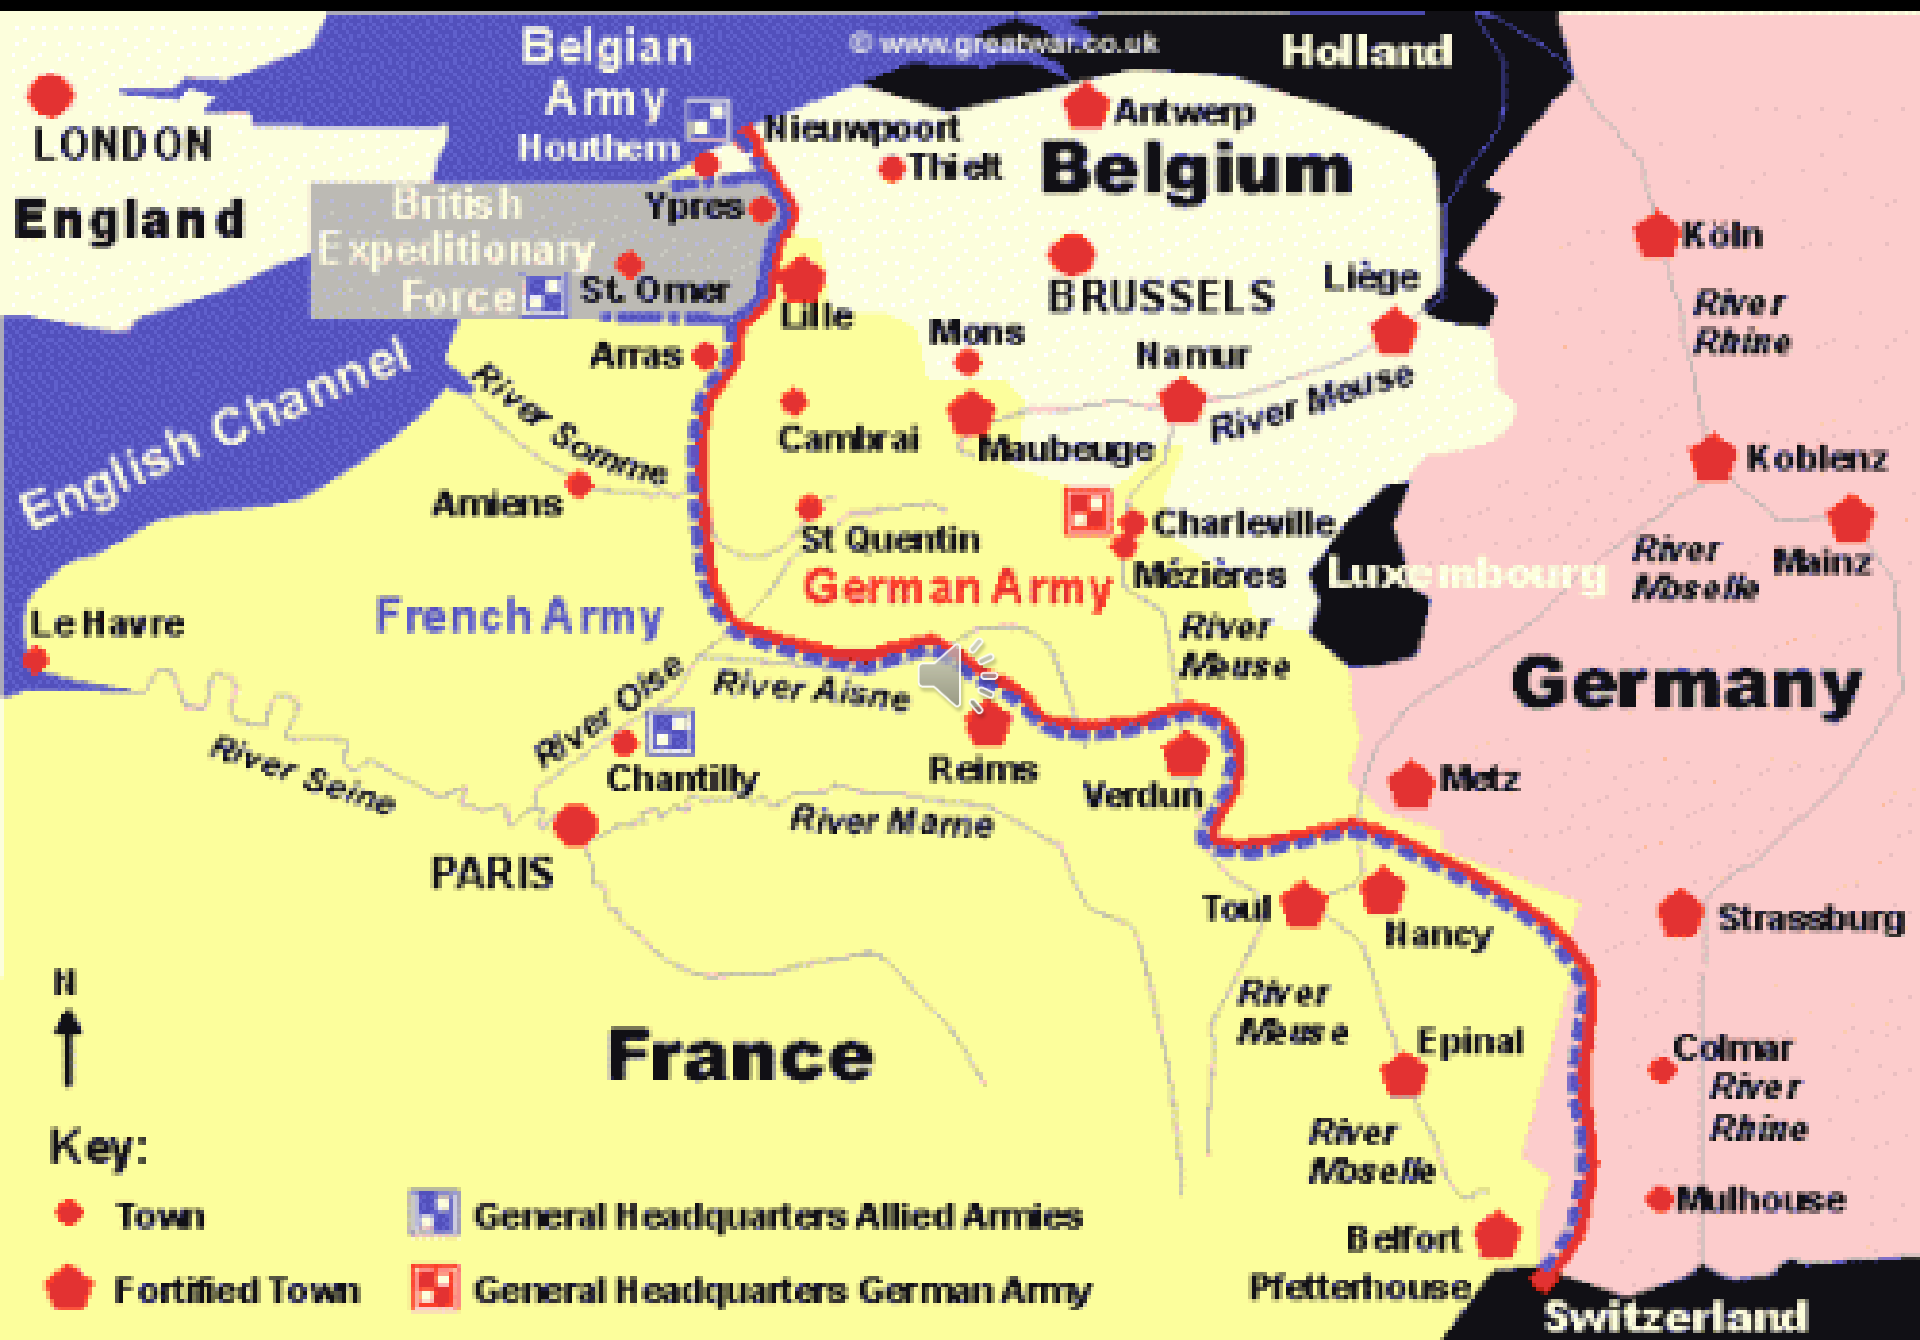 © www.greatwar.co.uk
Belgian
Army
Houthem
Holland
LONDON
England
Nieuwpoort
Antwerp
Thielt
Belgium
British
Expeditionary
Force
Ypres
St. Omer
Lille
BRUSSELS
Liège
Köln
River
Rhine
Mons
Namur
Arras
English Channel
River Somme
Cambrai
Maubeuge
River Meuse
Koblenz
Amiens
St Quentin
Charleville
Mézières
Luxembourg
River
Moselle
Mainz
Le Havre
French Army
German Army
River
Meuse
Germany
River Oise
River Aisne
River Seine
Chantilly
Reims
Verdun
Metz
River Marne
PARIS
Toul
Nancy
Strassburg
N
France
River
Meuse
Epinal
Colmar
River
Rhine
River
Moselle
Mulhouse
Belfort
Pfetterhouse
Switzerland
Key:
Town
General Headquarters Allied Armies
Fortified Town
General Headquarters German Army